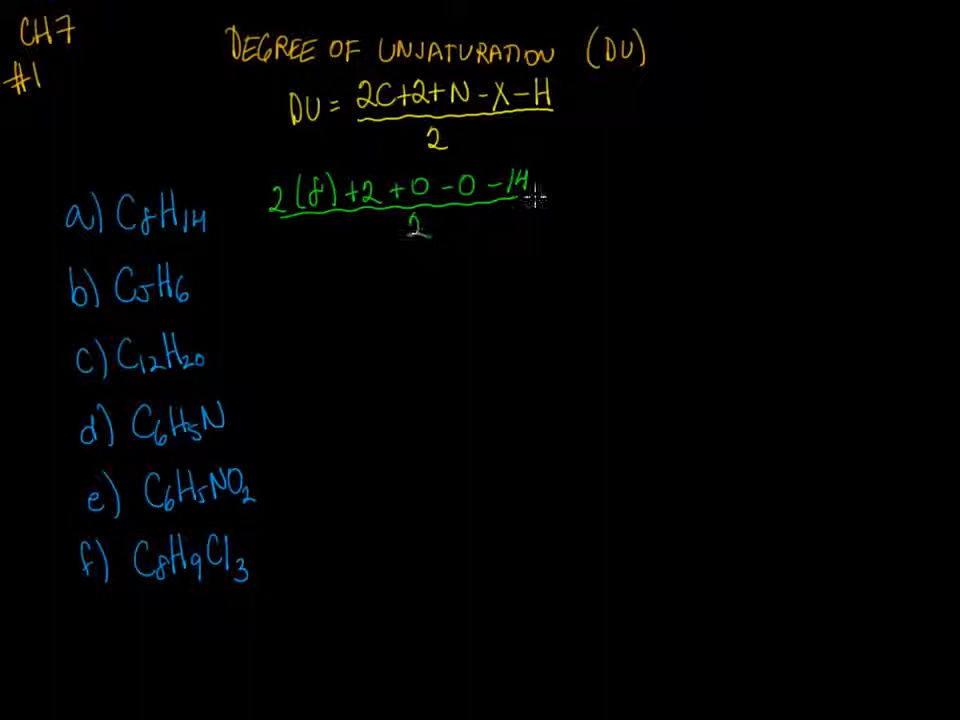 CH7
#1
DEGREE OF UNSATURATION (DU)
DU = 2C+2+N-X-H
2
2(8)+2+0-0-14
2
a) C8H14
b) C5H6
c) C12H20
d) C6H5N
e) C6H5NO2
f) C8H9Cl3